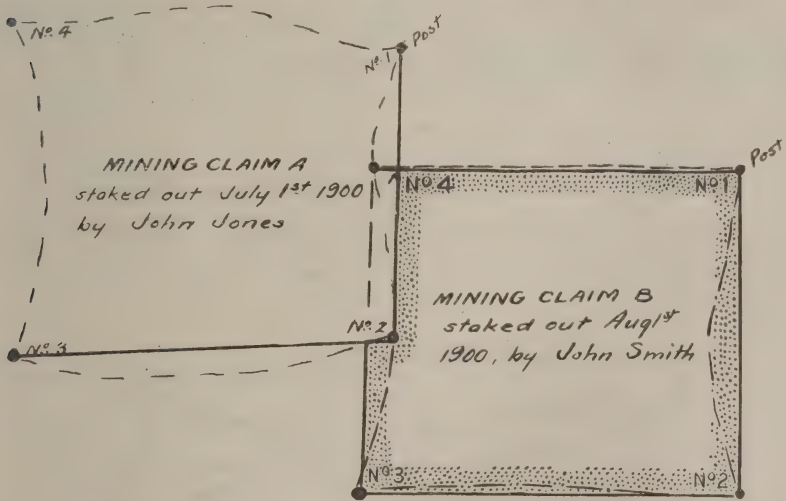 Nº 4
Nº 1 Post
MINING CLAIM A
staked out July 1st 1900
by John Jones
Post
Nº 4
Nº 1
Nº 2
MINING CLAIM B
staked out Aug 1st
1900, by John Smith
Nº 3
Nº 3
Nº 2